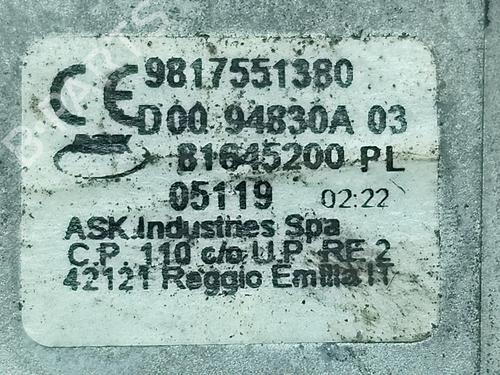 B-PARTS
CE 9817551380
D00 94830A 03
81645200 PL
05119 02:22
ASK Industries Spa
C.P. 110 c/o U.P. RE 2
42121 Reggio Emilia IT